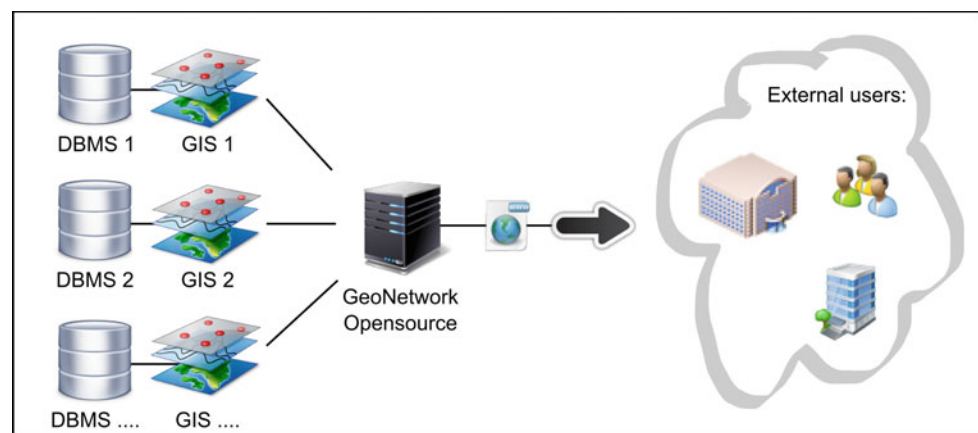 External users:
DBMS 1
GIS 1
DBMS 2
GIS 2
GeoNetwork
Opensource
DBMS ....
GIS ....